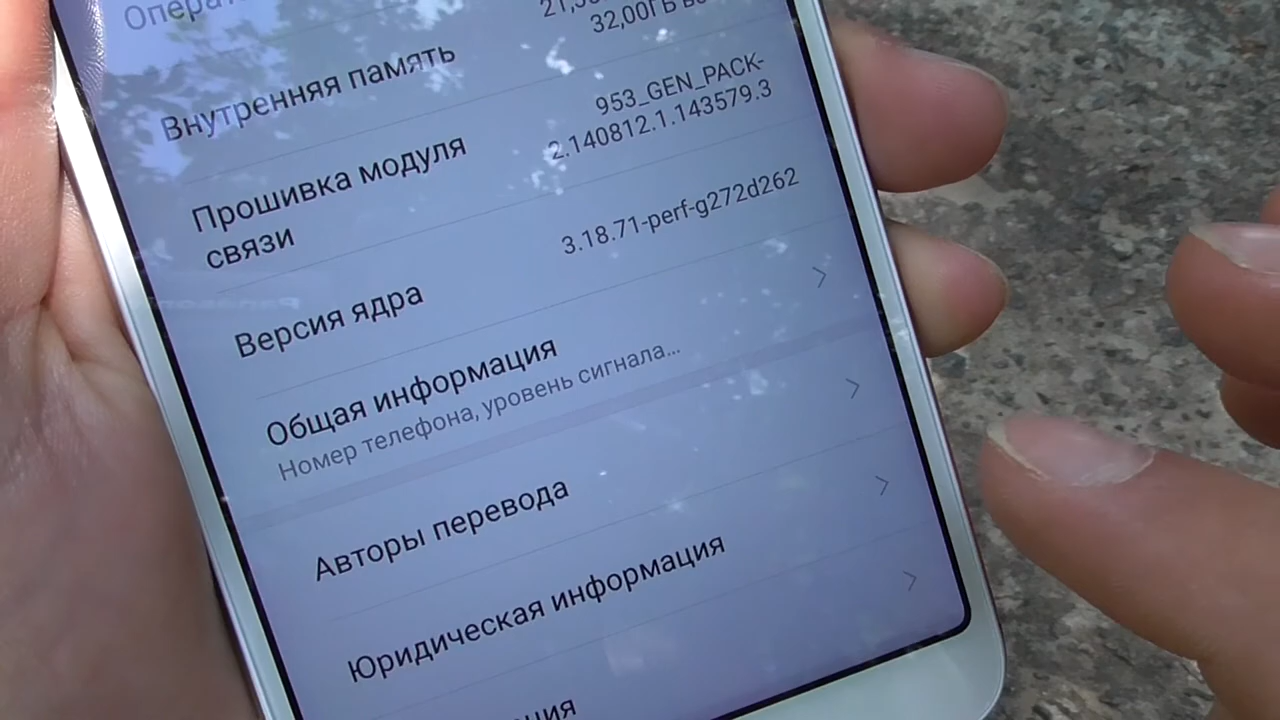 Внутренняя память
32,00ГБ
Прошивка модуля
связи
953_GEN_PACK-
2.140812.1.143579.3
Версия ядра
3.18.71-perf-g272d262
Общая информация
Номер телефона, уровень сигнала...
Авторы перевода
Юридическая информация